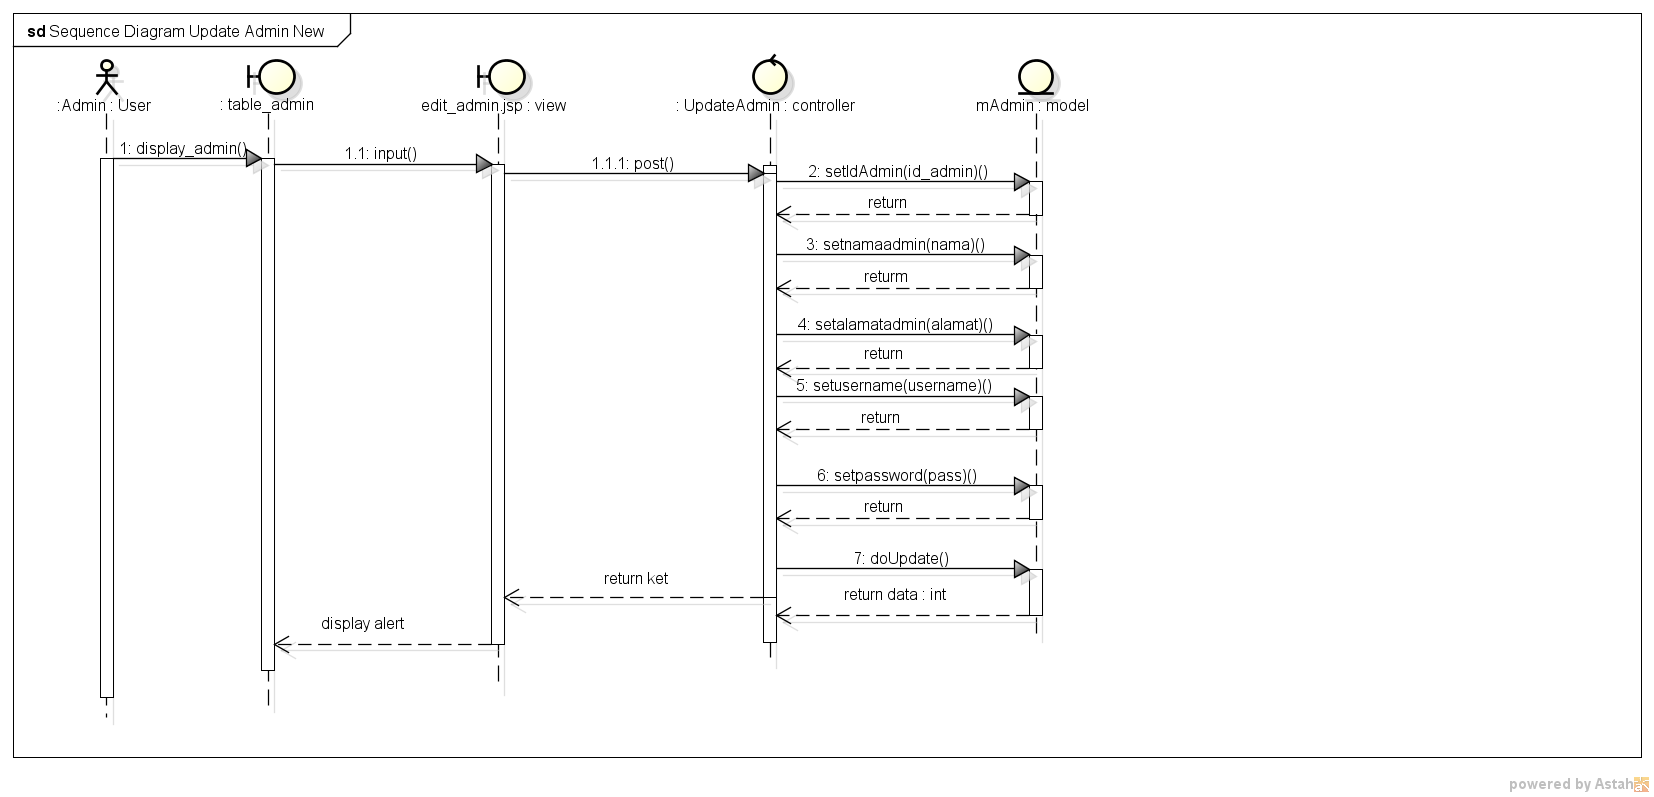 sd Sequence Diagram Update Admin New
:Admin : User
: table_admin
edit_admin.jsp : view
: UpdateAdmin : controller
mAdmin : model
1: display_admin()
1.1: input()
1.1.1: post()
2: setIdAdmin(id_admin)()
return
3: setnamaadmin(nama)()
returm
4: setalamatadmin(alamat)()
return
5: setusername(username)()
return
6: setpassword(pass)()
return
7: doUpdate()
return ket
return data : int
display alert
powered by Astah